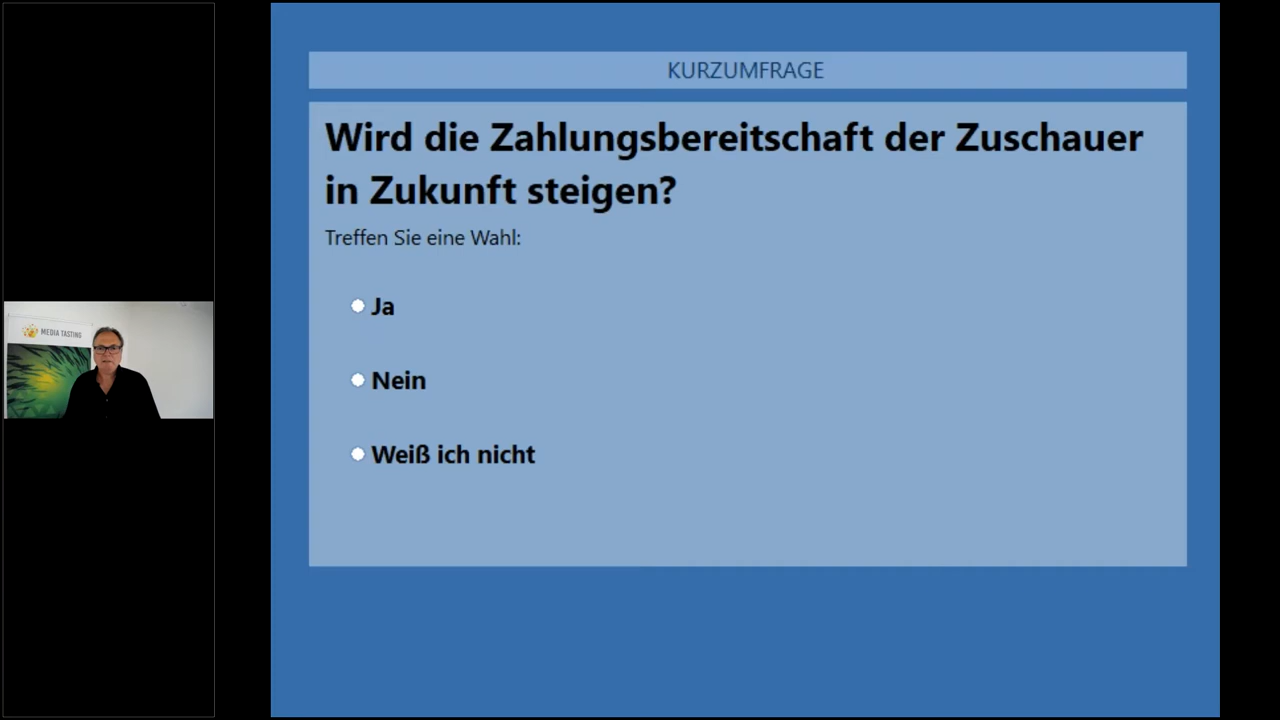 KURZUMFRAGE
Wird die Zahlungsbereitschaft der Zuschauer
in Zukunft steigen?
Treffen Sie eine Wahl:
Ja
Nein
Weiß ich nicht
MEDIA TASTING